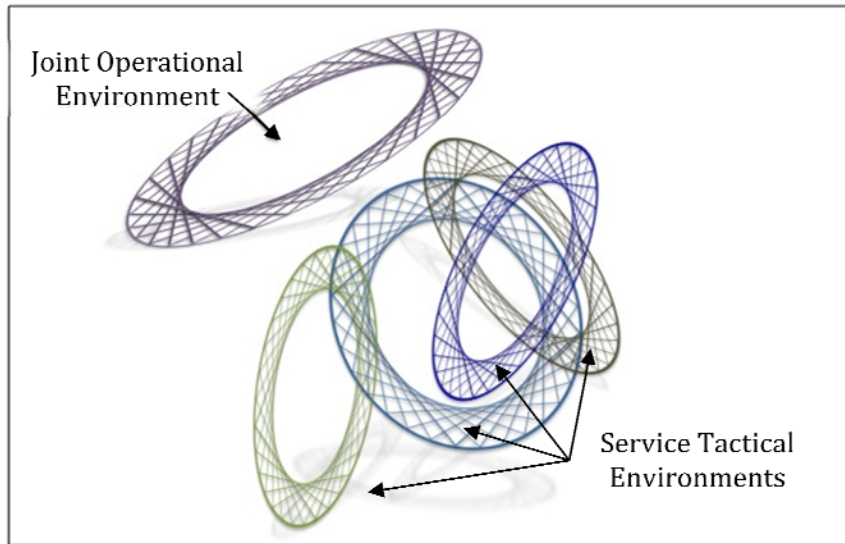 Joint Operational
Environment
Service Tactical
Environments